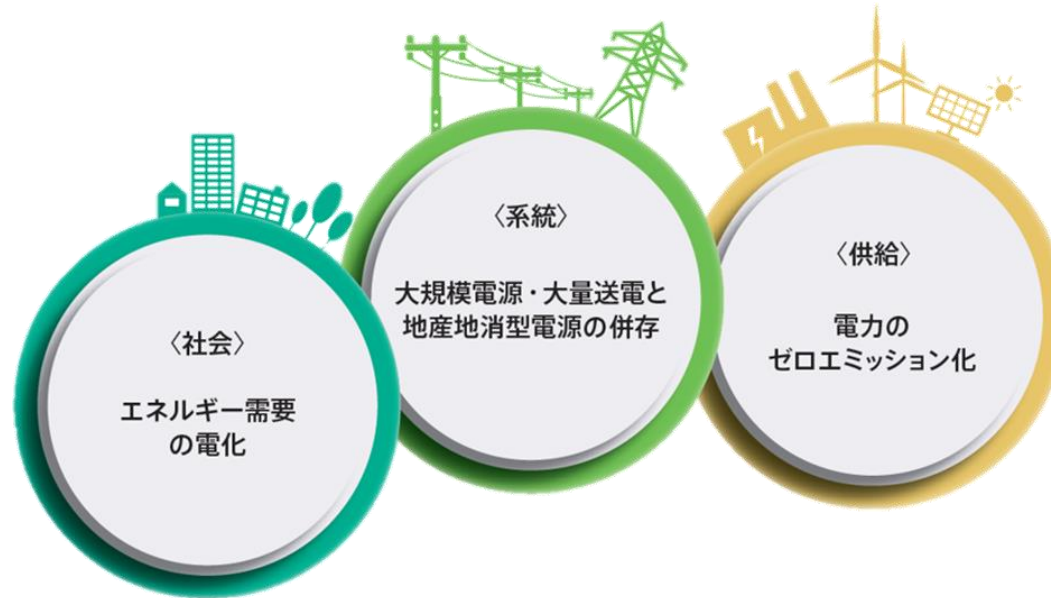 〈社会〉
エネルギー需要
の電化
〈系統〉
大規模電源・大量送電と
地産地消型電源の併存
〈供給〉
電力の
ゼロエミッション化